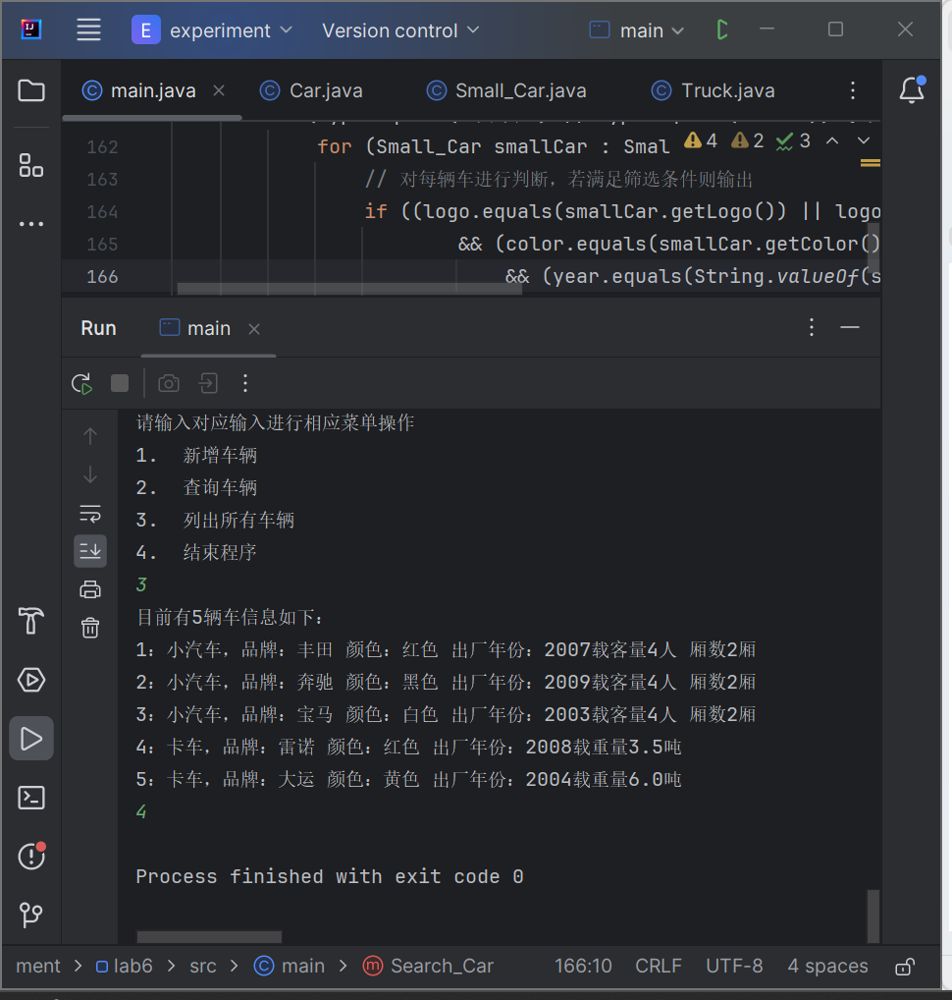 E experiment Version control main
main.java Car.java Small_Car.java Truck.java
162 for (Small_Car smallCar : Smal 4 2 3
163 // 对每辆车进行判断，若满足筛选条件则输出
164 if ((logo.equals(smallCar.getLogo()) || logo
165 && (color.equals(smallCar.getColor()
166 && (year.equals(String.valueOf(s
Run main
请输入对应输入进行相应菜单操作
1. 新增车辆
2. 查询车辆
3. 列出所有车辆
4. 结束程序
3
目前有5辆车信息如下：
1：小汽车，品牌：丰田 颜色：红色 出厂年份：2007载客量4人 厢数2厢
2：小汽车，品牌：奔驰 颜色：黑色 出厂年份：2009载客量4人 厢数2厢
3：小汽车，品牌：宝马 颜色：白色 出厂年份：2003载客量4人 厢数2厢
4：卡车，品牌：雷诺 颜色：红色 出厂年份：2008载重量3.5吨
5：卡车，品牌：大运 颜色：黄色 出厂年份：2004载重量6.0吨
4
Process finished with exit code 0
ment > lab6 > src > main > Search_Car 166:10 CRLF UTF-8 4 spaces